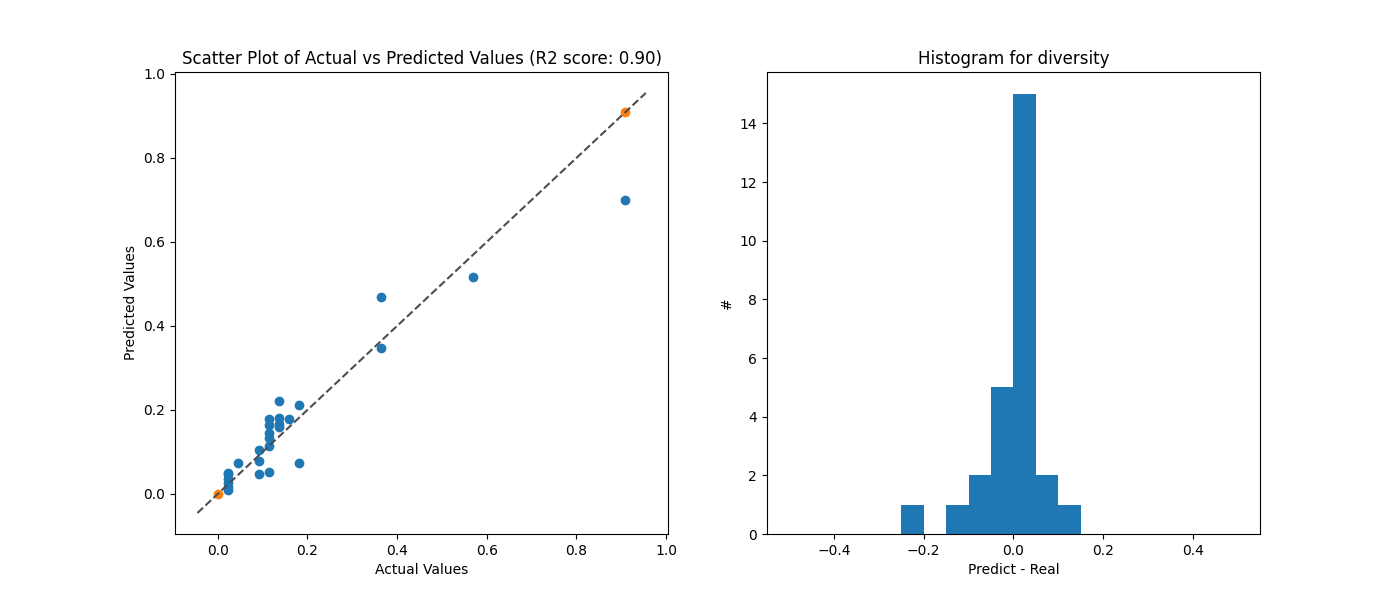 Scatter Plot of Actual vs Predicted Values (R2 score: 0.90)
1.0
0.8
0.6
0.4
0.2
0.0
Predicted Values
0.0 0.2 0.4 0.6 0.8 1.0
Actual Values
Histogram for diversity
14
12
10
8
6
4
2
0
#
−0.4 −0.2 0.0 0.2 0.4
Predict - Real